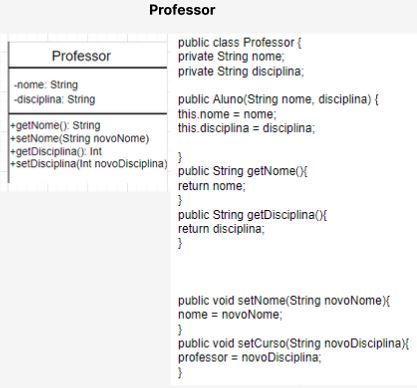 Professor
Professor
-nome: String
-disciplina: String
+getNome(): String
+setNome(String novoNome)
+getDisciplina(): Int
+setDisciplina(Int novoDisciplina)
public class Professor {
private String nome;
private String disciplina;
public Aluno(String nome, disciplina) {
this.nome = nome;
this.disciplina = disciplina;
}
public String getNome(){
return nome;
}
public String getDisciplina(){
return disciplina;
}
public void setNome(String novoNome){
nome = novoNome;
}
public void setCurso(String novoDisciplina){
professor = novoDisciplina;
}